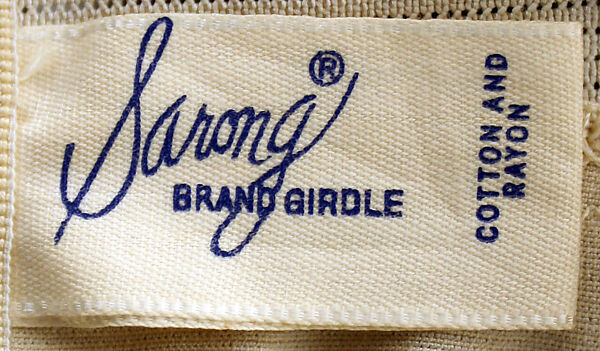 Sarong®
BRAND GIRDLE
COTTON AND
RAYON